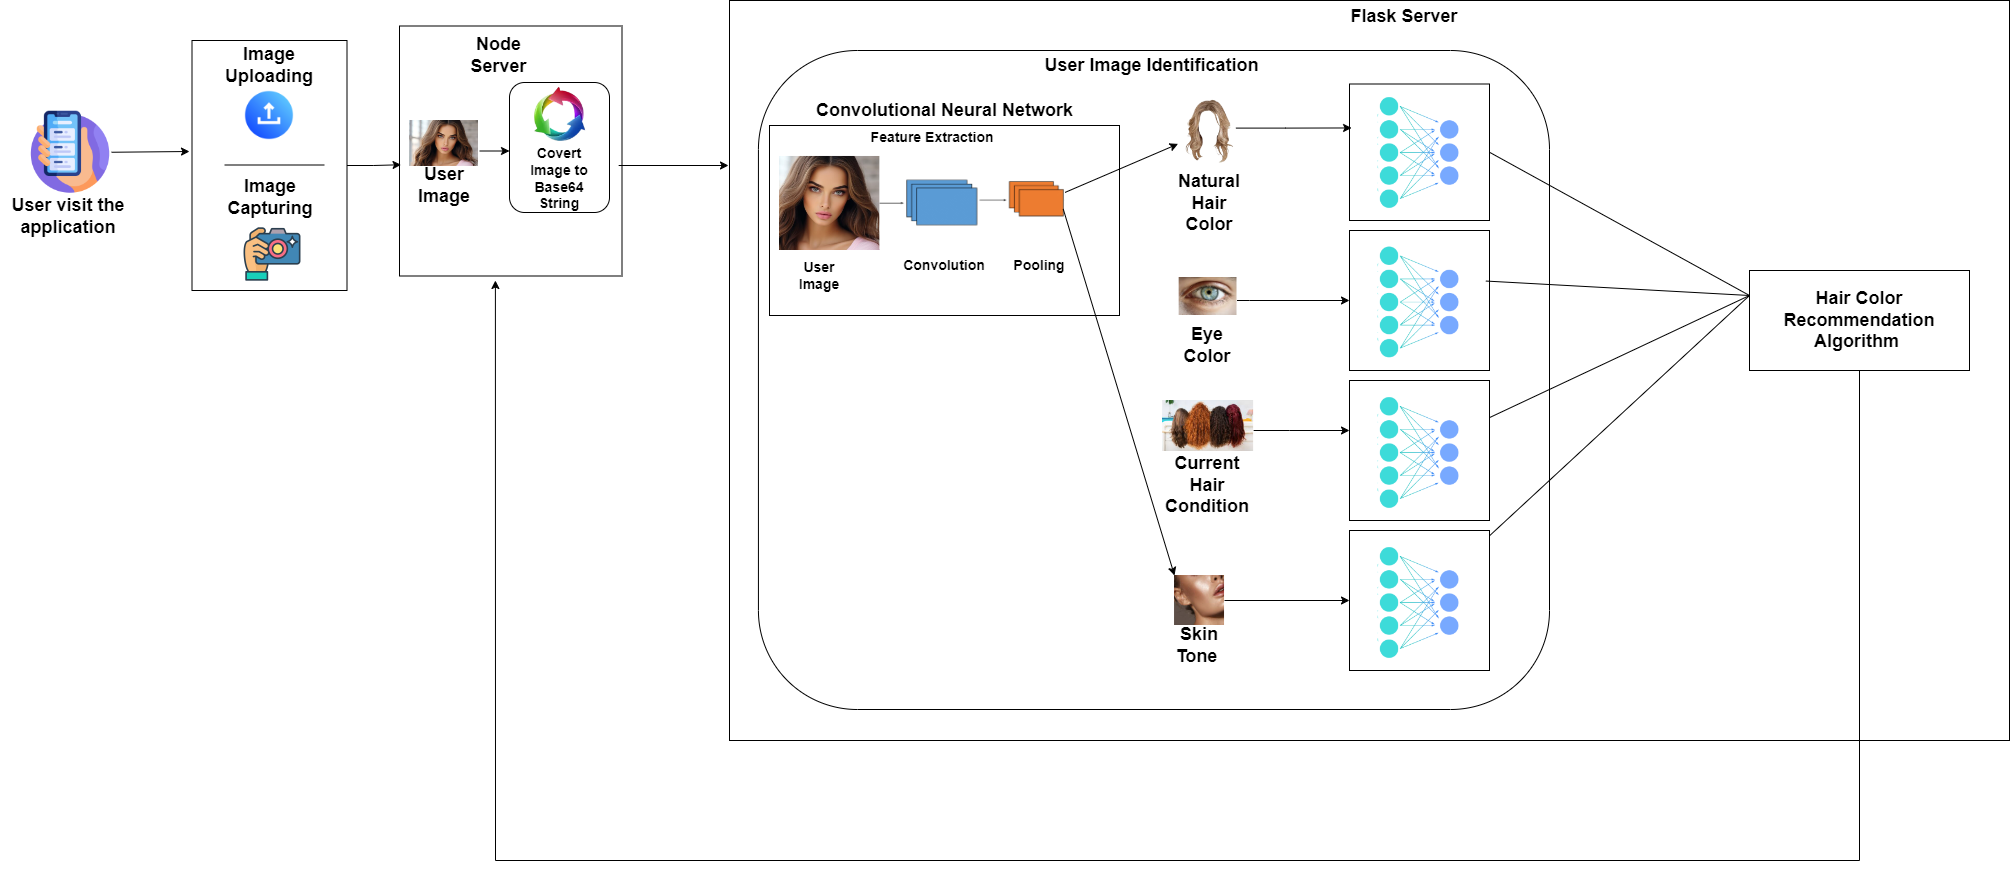 User visit the
application
Image
Uploading
Image
Capturing
Node
Server
User
Image
Covert
Image to
Base64
String
Flask Server
User Image Identification
Convolutional Neural Network
Feature Extraction
User
Image
Convolution
Pooling
Natural
Hair
Color
Eye
Color
Current
Hair
Condition
Skin
Tone
Hair Color
Recommendation
Algorithm